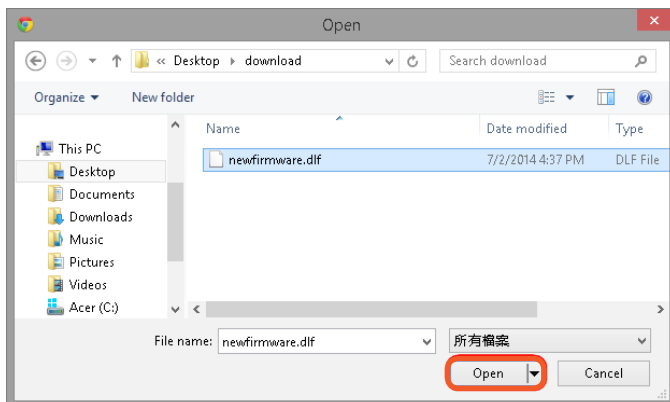 Open
« Desktop download
Search download
Organize New folder
Name Date modified Type
This PC
newfirmware.dlf 7/2/2014 4:37 PM DLF File
Desktop
Documents
Downloads
Music
Pictures
Videos
Acer (C:)
File name: newfirmware.dlf 所有檔案
Open Cancel